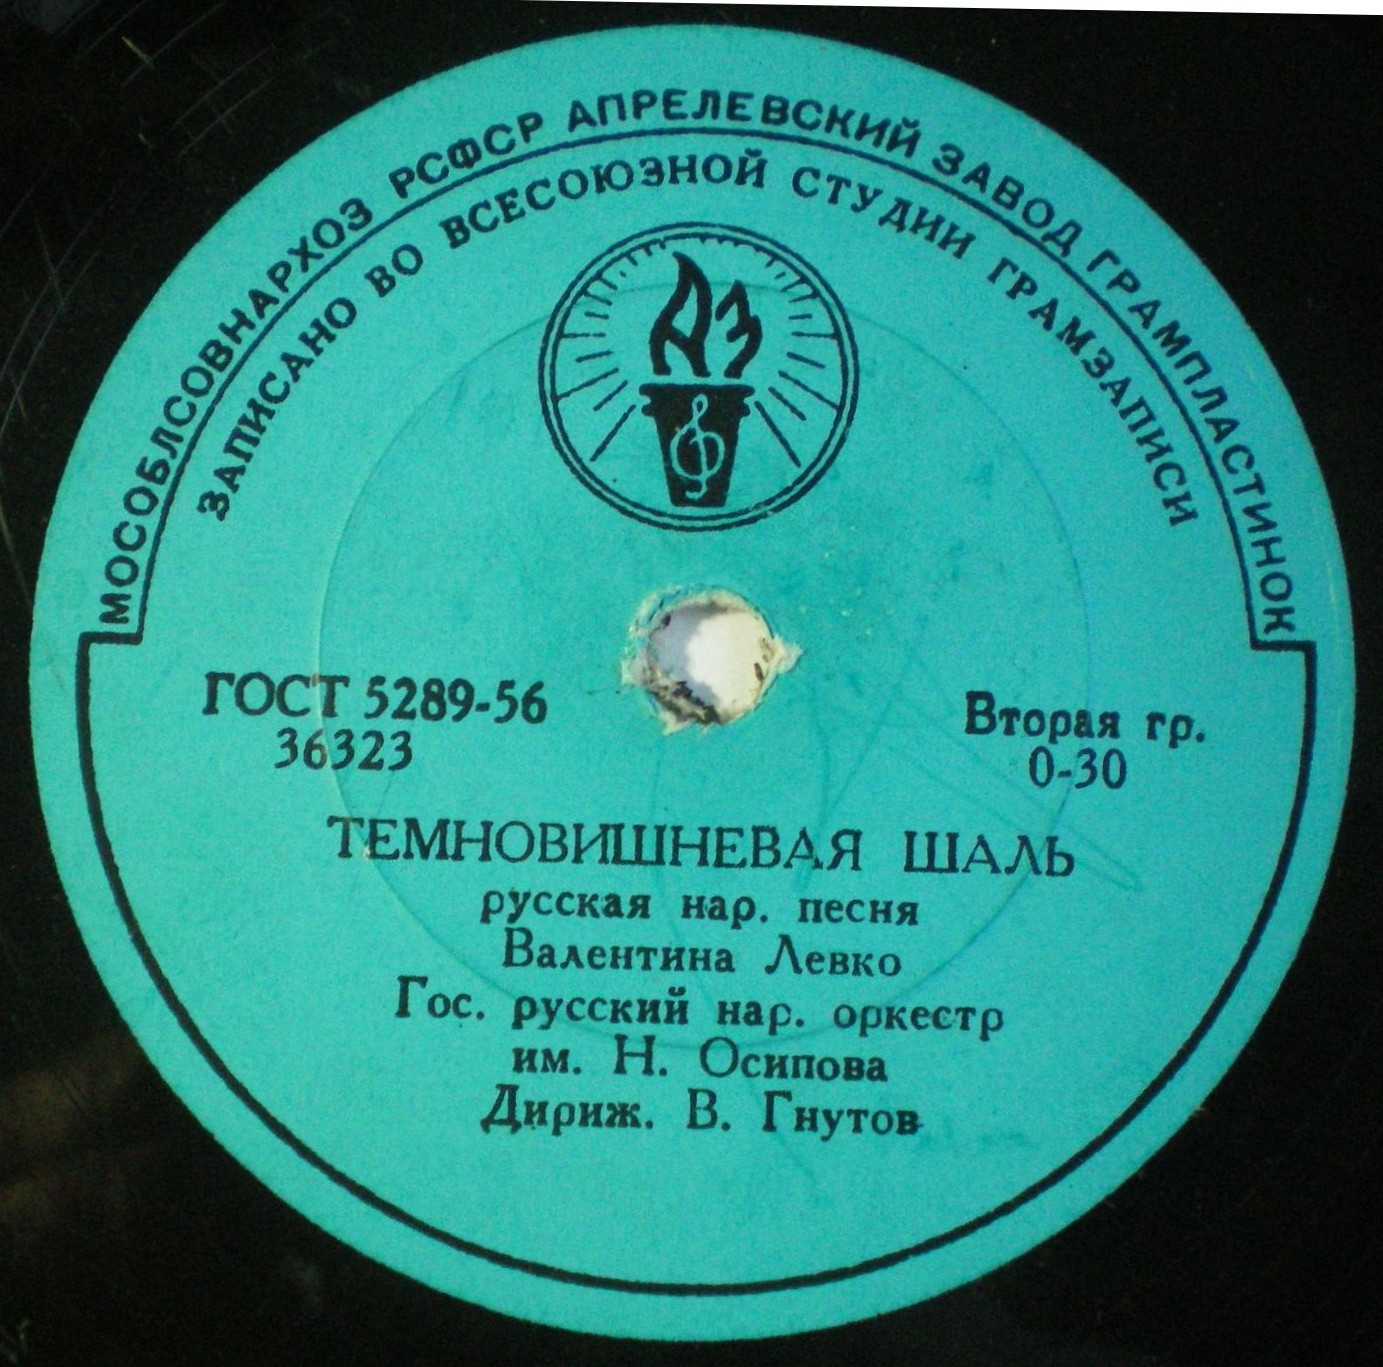 МОСОБЛСОВНАРХОЗ РСФСР АПРЕЛЕВСКИЙ ЗАВОД ГРАМПЛАСТИНОК
ЗАПИСАНО ВО ВСЕСОЮЗНОЙ СТУДИИ ГРАМЗАПИСИ
АЗ
ГОСТ 5289-56
36323
Вторая гр.
0-30
ТЕМНОВИШНЕВАЯ ШАЛЬ
русская нар. песня
Валентина Левко
Гос. русский нар. оркестр
им. Н. Осипова
Дириж. В. Гнутов